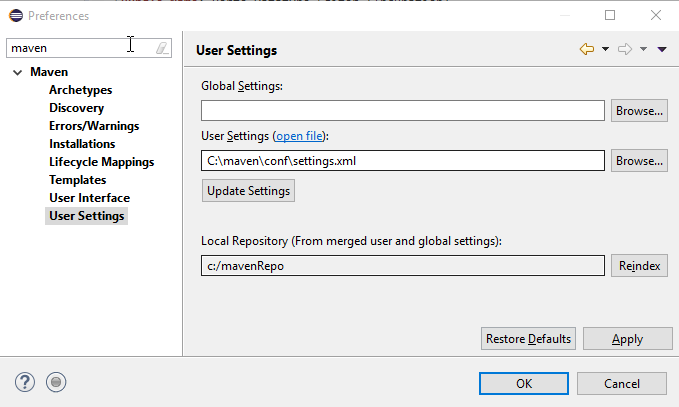 Preferences
maven
Maven
Archetypes
Discovery
Errors/Warnings
Installations
Lifecycle Mappings
Templates
User Interface
User Settings
User Settings
Global Settings:
Browse...
User Settings (open file):
C:\maven\conf\settings.xml
Browse...
Update Settings
Local Repository (From merged user and global settings):
c:/mavenRepo
Reindex
Restore Defaults
Apply
OK
Cancel